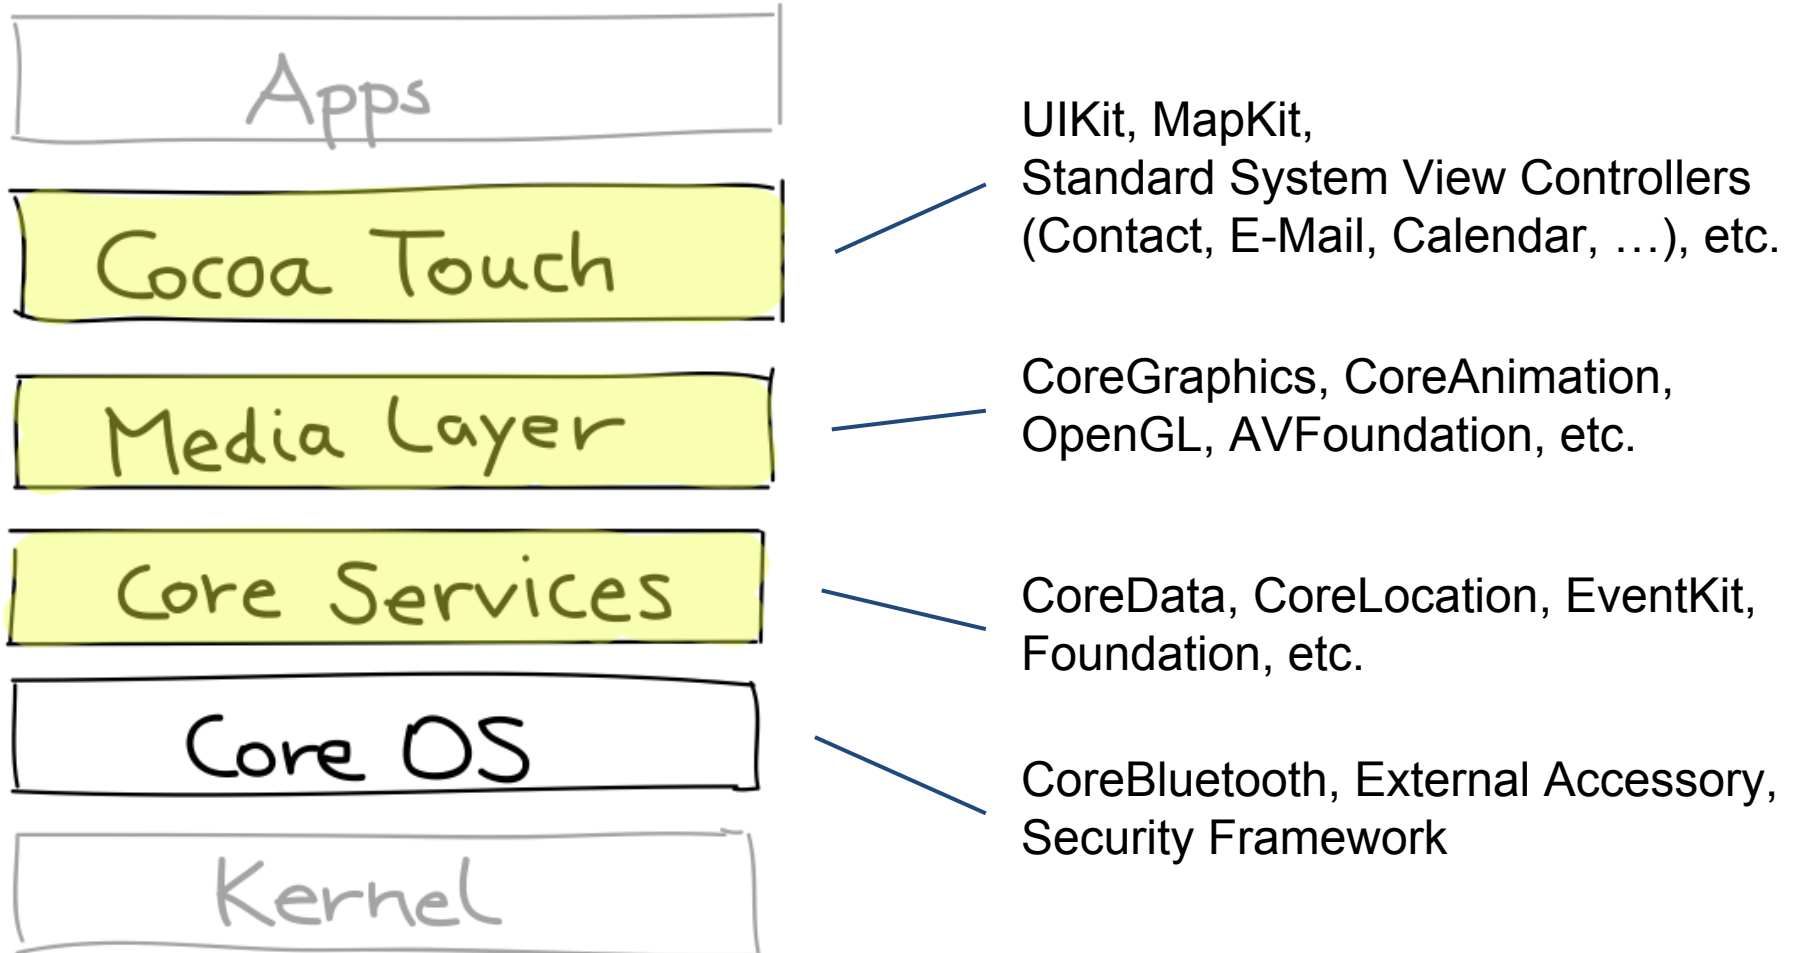 Apps
Cocoa Touch
UIKit, MapKit,
Standard System View Controllers
(Contact, E-Mail, Calendar, …), etc.
Media Layer
CoreGraphics, CoreAnimation,
OpenGL, AVFoundation, etc.
Core Services
CoreData, CoreLocation, EventKit,
Foundation, etc.
Core OS
CoreBluetooth, External Accessory,
Security Framework
Kernel